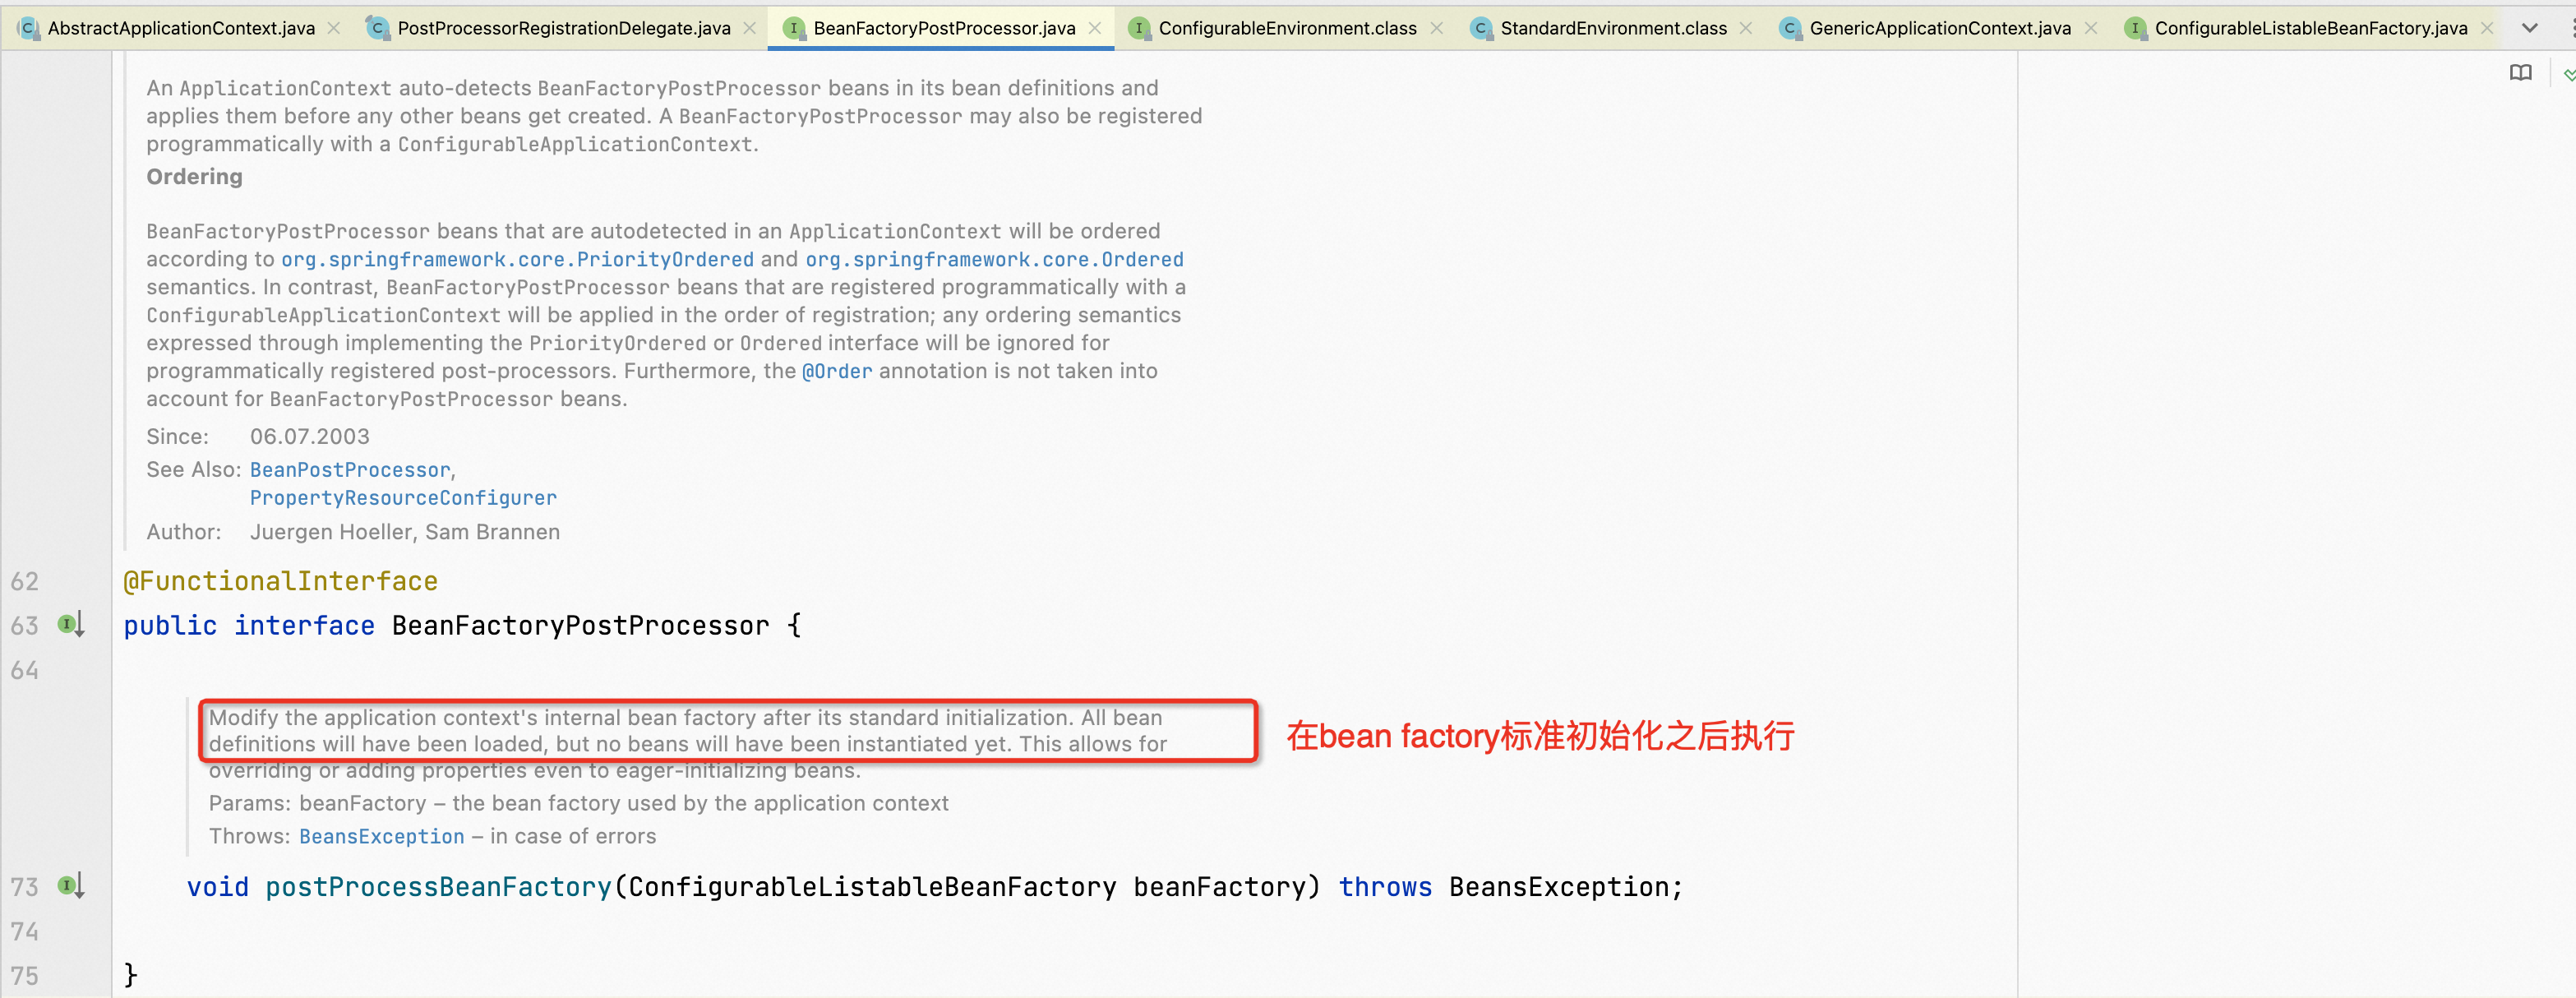 AbstractApplicationContext.java PostProcessorRegistrationDelegate.java BeanFactoryPostProcessor.java ConfigurableEnvironment.class StandardEnvironment.class GenericApplicationContext.java ConfigurableListableBeanFactory.java
An ApplicationContext auto-detects BeanFactoryPostProcessor beans in its bean definitions and
applies them before any other beans get created. A BeanFactoryPostProcessor may also be registered
programmatically with a ConfigurableApplicationContext.
Ordering
BeanFactoryPostProcessor beans that are autodetected in an ApplicationContext will be ordered
according to org.springframework.core.PriorityOrdered and org.springframework.core.Ordered
semantics. In contrast, BeanFactoryPostProcessor beans that are registered programmatically with a
ConfigurableApplicationContext will be applied in the order of registration; any ordering semantics
expressed through implementing the PriorityOrdered or Ordered interface will be ignored for
programmatically registered post-processors. Furthermore, the @Order annotation is not taken into
account for BeanFactoryPostProcessor beans.
Since: 06.07.2003
See Also: BeanPostProcessor,
PropertyResourceConfigurer
Author: Juergen Hoeller, Sam Brannen
62 @FunctionalInterface
63 public interface BeanFactoryPostProcessor {
64
Modify the application context's internal bean factory after its standard initialization. All bean
definitions will have been loaded, but no beans will have been instantiated yet. This allows for
在bean factory标准初始化之后执行
overriding or adding properties even to eager-initializing beans.
Params: beanFactory – the bean factory used by the application context
Throws: BeansException – in case of errors
73 void postProcessBeanFactory(ConfigurableListableBeanFactory beanFactory) throws BeansException;
74
75 }